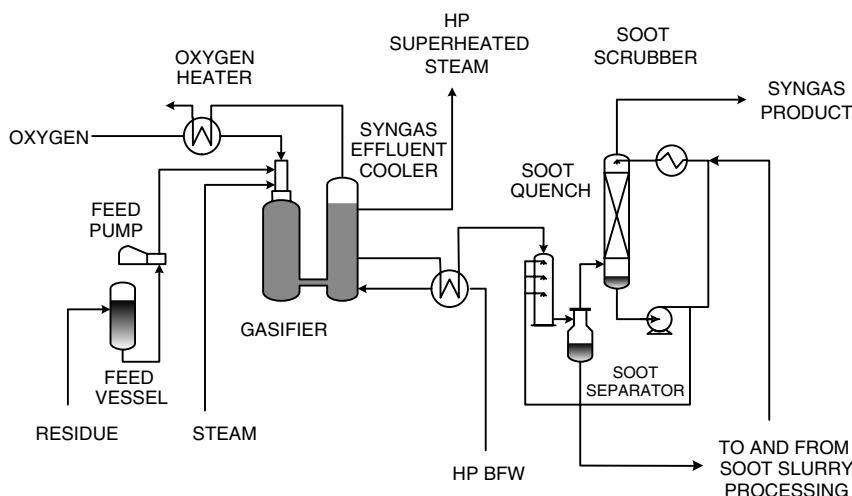 HP
SUPERHEATED
STEAM
SOOT
SCRUBBER
OXYGEN
HEATER
SYNGAS
PRODUCT
OXYGEN
SYNGAS
EFFLUENT
COOLER
SOOT
QUENCH
FEED
PUMP
GASIFIER
FEED
VESSEL
SOOT
SEPARATOR
RESIDUE
STEAM
HP BFW
TO AND FROM
SOOT SLURRY
PROCESSING